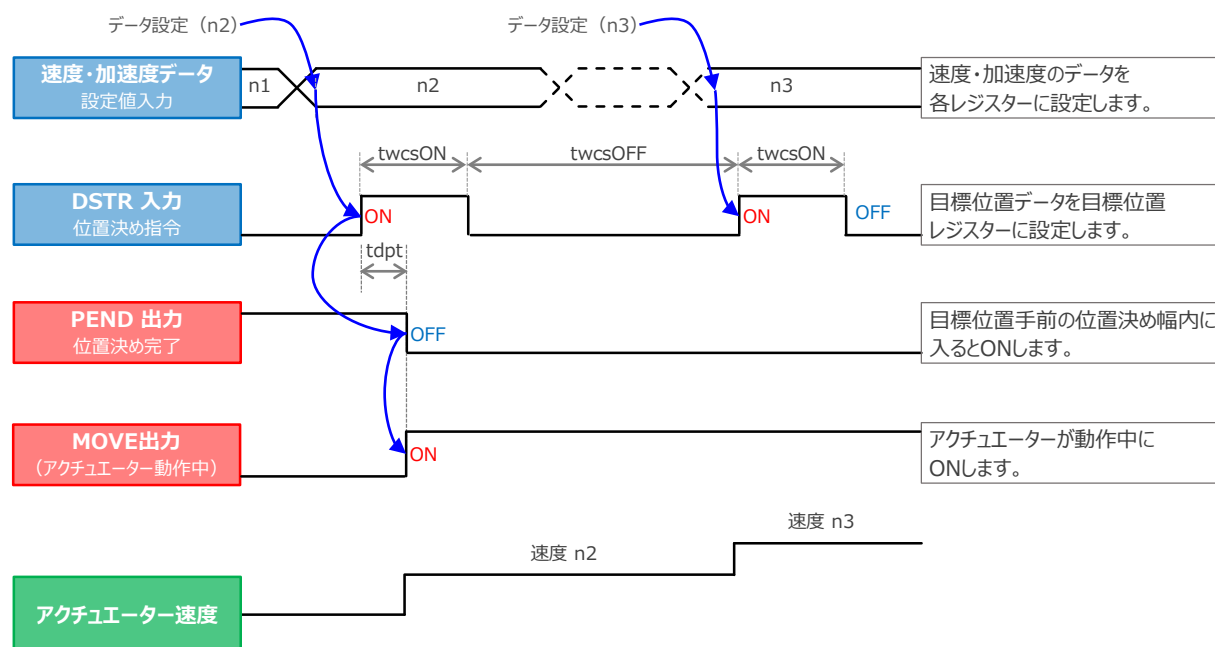 データ設定（n2）
データ設定（n3）
速度・加速度データ
設定値入力
n1
n2
n3
速度・加速度のデータを
各レジスターに設定します。
twcsON
twcsOFF
twcsON
DSTR 入力
位置決め指令
ON
ON
OFF
目標位置データを目標位置
レジスターに設定します。
tdpt
PEND 出力
位置決め完了
OFF
目標位置手前の位置決め幅内に
入るとONします。
MOVE出力
（アクチュエーター動作中）
ON
アクチュエーターが動作中に
ONします。
速度 n3
速度 n2
アクチュエーター速度